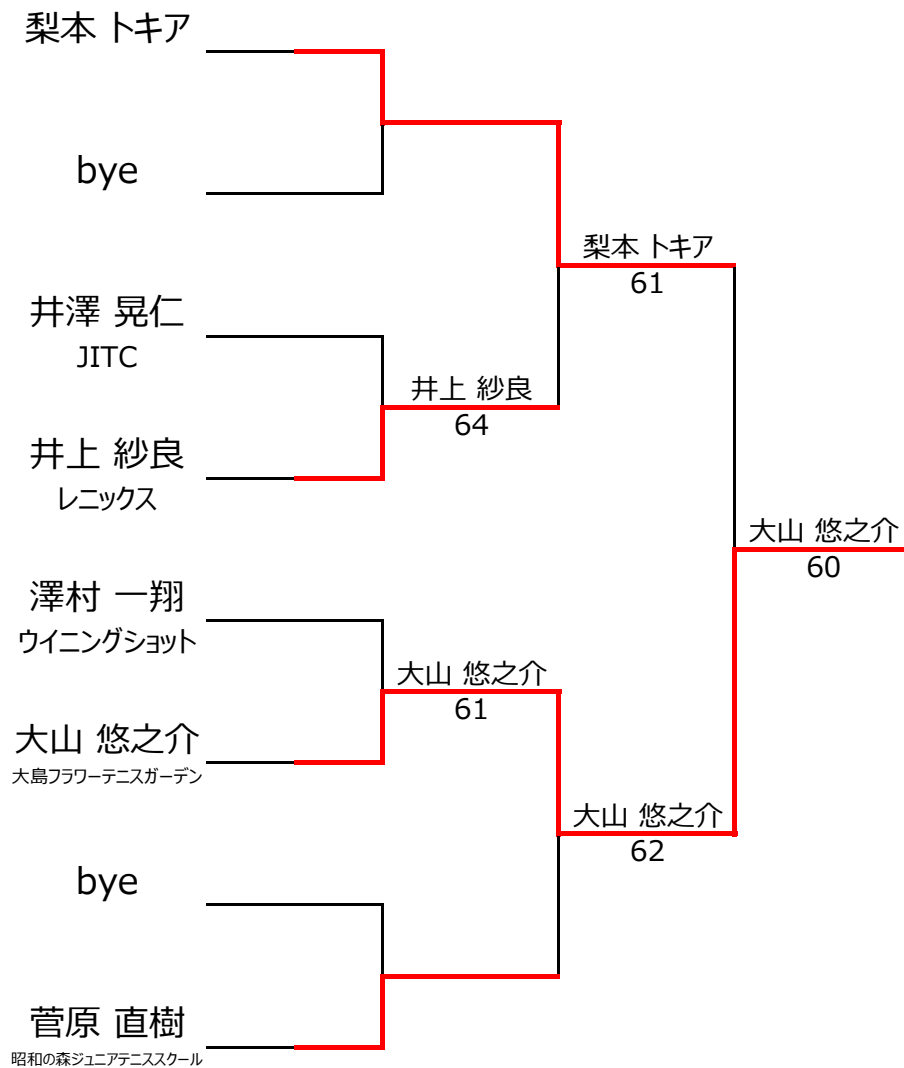 梨本 トキア
bye
井澤 晃仁
JITC
井上 紗良
レニックス
澤村 一翔
ウイニングショット
大山 悠之介
大島フラワーテニスガーデン
bye
菅原 直樹
昭和の森ジュニアテニススクール
井上 紗良
64
大山 悠之介
61
梨本 トキア
61
大山 悠之介
62
大山 悠之介
60